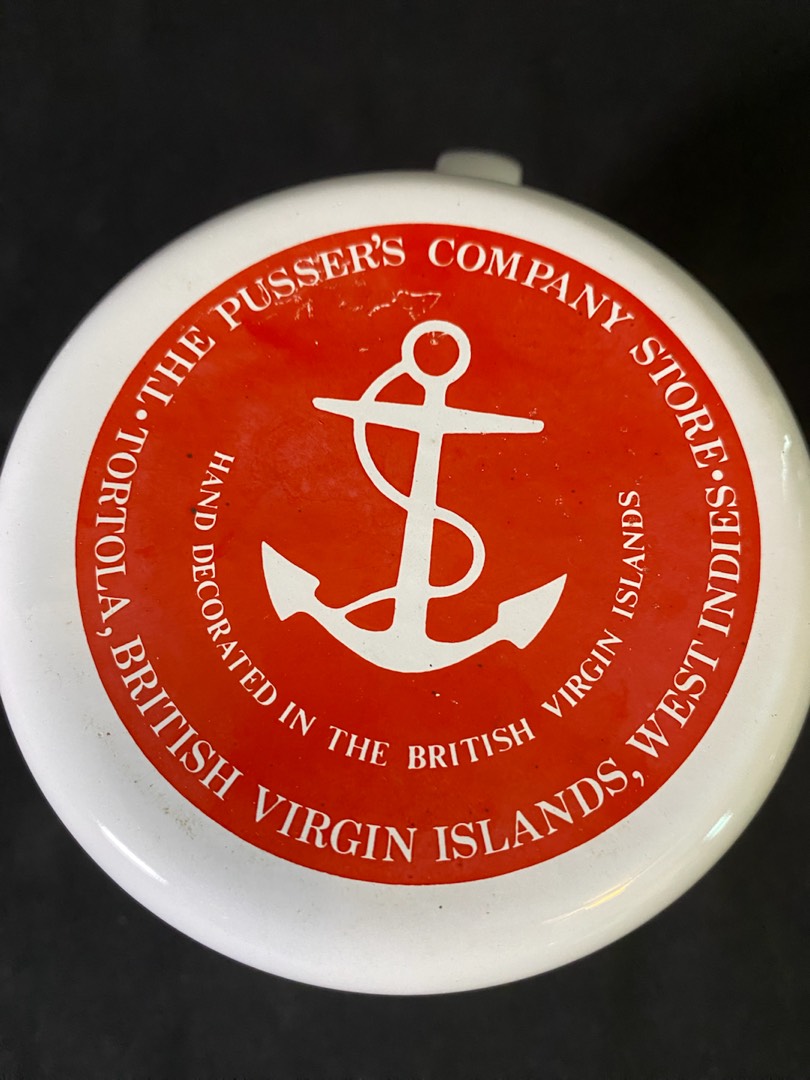 THE PUSSER'S COMPANY STORE •
TORTOLA, BRITISH VIRGIN ISLANDS, WEST INDIES •
HAND DECORATED IN THE BRITISH VIRGIN ISLANDS